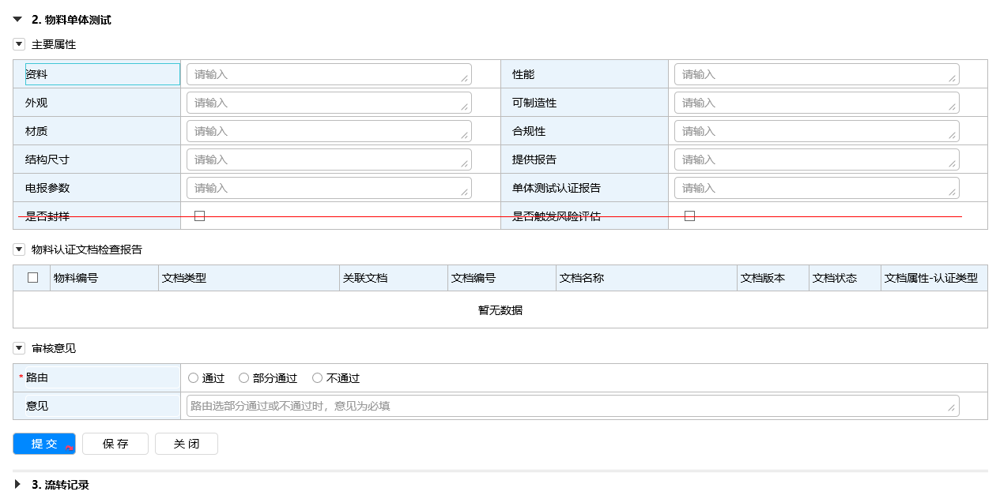 2. 物料单体测试
主要属性
资料 请输入 性能 请输入
外观 请输入 可制造性 请输入
材质 请输入 合规性 请输入
结构尺寸 请输入 提供报告 请输入
电报参数 请输入 单体测试认证报告 请输入
是否封样 是否触发风险评估
物料认证文档检查报告
物料编号 文档类型 关联文档 文档编号 文档名称 文档版本 文档状态 文档属性-认证类型
暂无数据
审核意见
* 路由 通过 部分通过 不通过
意见 路由选部分通过或不通过时，意见为必填
提 交 保 存 关 闭
3. 流转记录